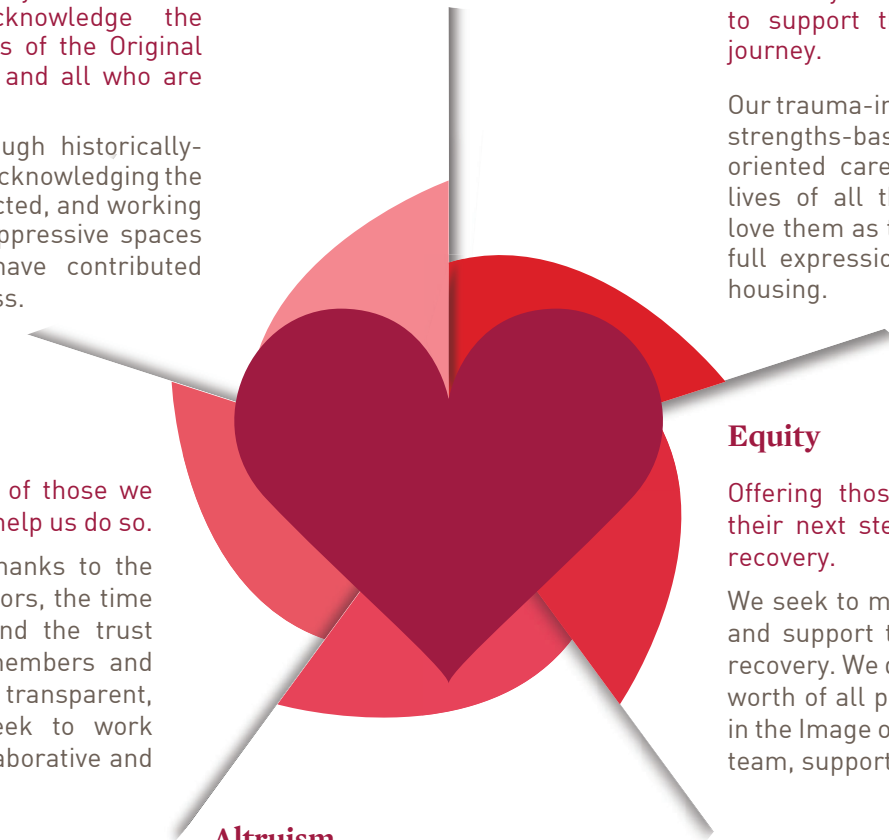 cknowledge the
s of the Original
and all who are
ugh historically-
cknowledging the
cted, and working
ppressive spaces
have contributed
ss.
to support t
journey.
Our trauma-in
strengths-bas
oriented care
lives of all th
love them as t
full expressio
housing.
Equity
Offering thos
their next ste
recovery.
We seek to m
and support t
recovery. We d
worth of all p
in the Image o
team, support
of those we
help us do so.
hanks to the
ors, the time
nd the trust
members and
transparent,
eek to work
aborative and
Altruism